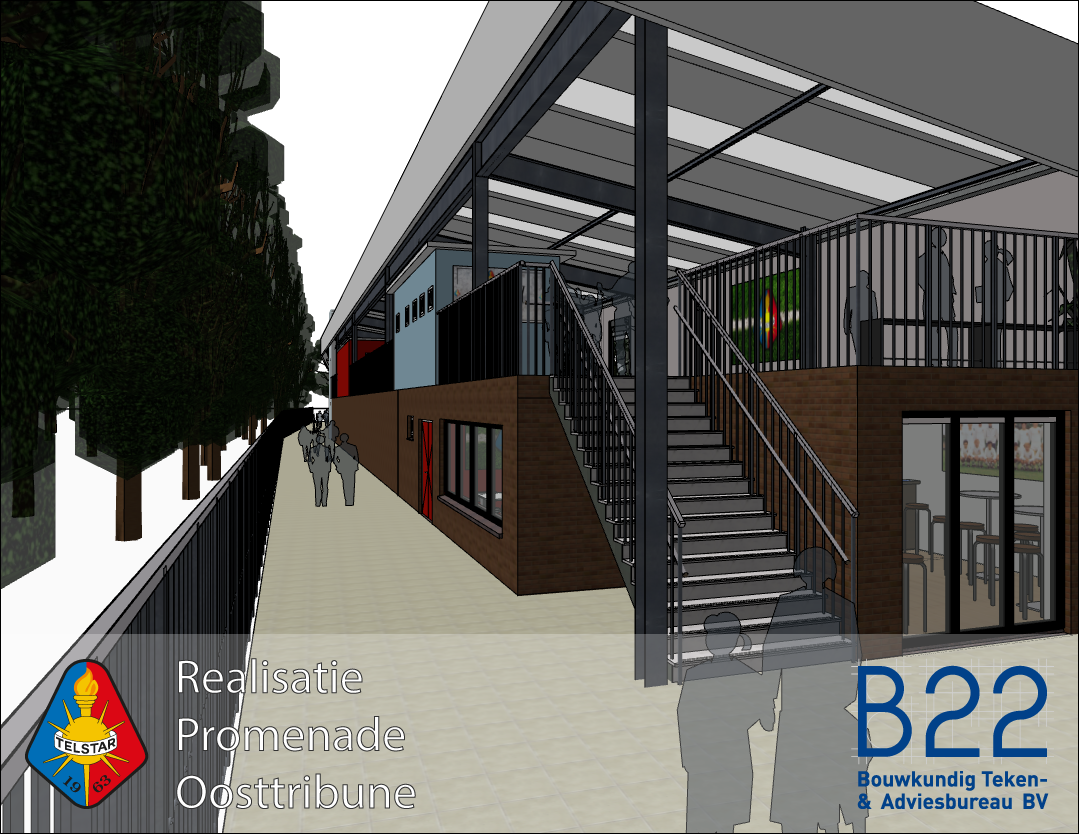 Realisatie
Promenade
Oosttribune
TELSTAR
19 63
B22
Bouwkundig Teken-
& Adviesbureau BV